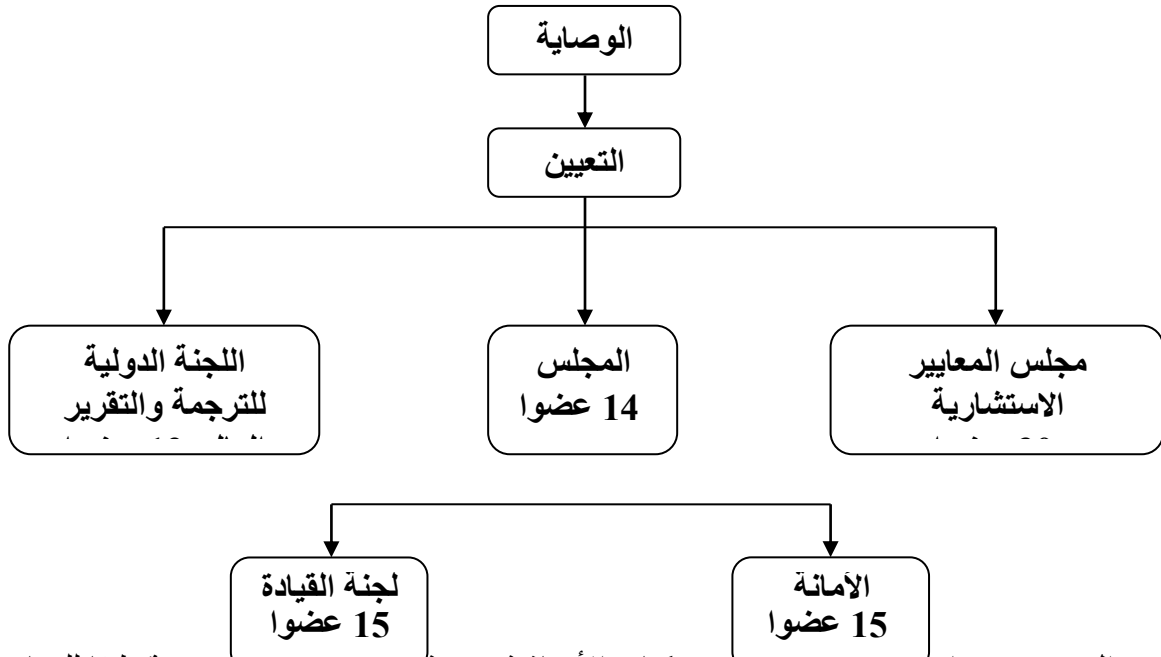 الوصاية
التعيين
مجلس المعايير
الاستشارية
المجلس
14 عضوا
اللجنة الدولية
للترجمة والتقرير
الأمانة
15 عضوا
لجنة القيادة
15 عضوا